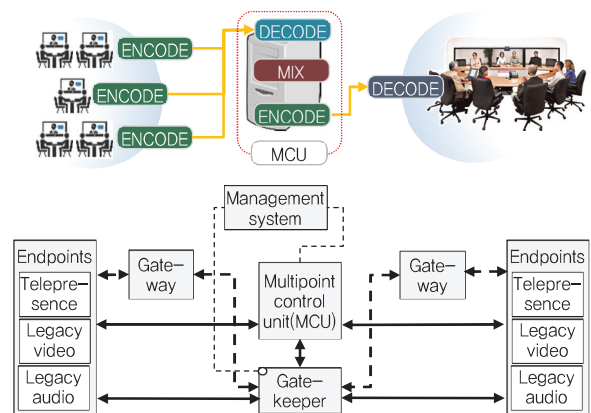 ENCODE
ENCODE
ENCODE
DECODE
MIX
ENCODE
MCU
DECODE
Management
system
Endpoints
Telepre-
sence
Legacy
video
Legacy
audio
Gate-
way
Multipoint
control
unit(MCU)
Gate-
keeper
Gate-
way
Endpoints
Telepre-
sence
Legacy
video
Legacy
audio